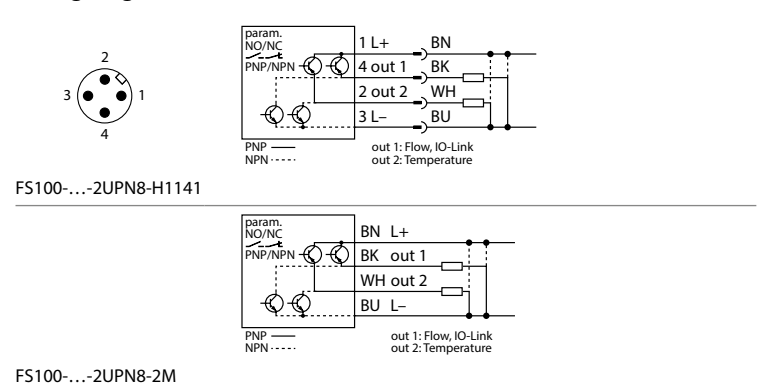 2
3
1
4
param.
NO/NC
PNP/NPN
1 L+ BN
4 out 1 BK
2 out 2 WH
3 L– BU
PNP
NPN
out 1: Flow, IO-Link
out 2: Temperature
FS100-…-2UPN8-H1141
param.
NO/NC
PNP/NPN
BN L+
BK out 1
WH out 2
BU L–
PNP
NPN
out 1: Flow, IO-Link
out 2: Temperature
FS100-…-2UPN8-2M